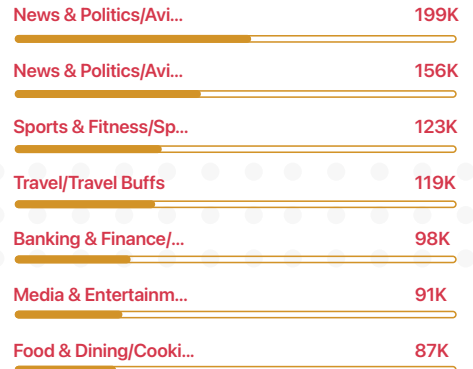 News & Politics/Avi... 199K
News & Politics/Avi... 156K
Sports & Fitness/Sp... 123K
Travel/Travel Buffs 119K
Banking & Finance/... 98K
Media & Entertainm... 91K
Food & Dining/Cooki... 87K